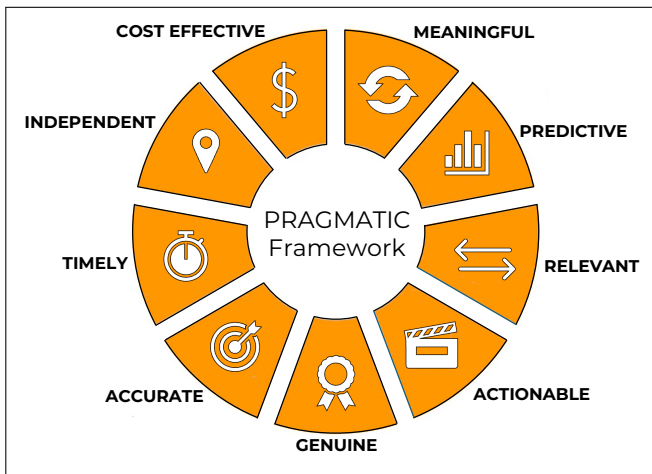 COST EFFECTIVE
MEANINGFUL
INDEPENDENT
PREDICTIVE
$
PRAGMATIC
Framework
TIMELY
RELEVANT
ACCURATE
ACTIONABLE
GENUINE